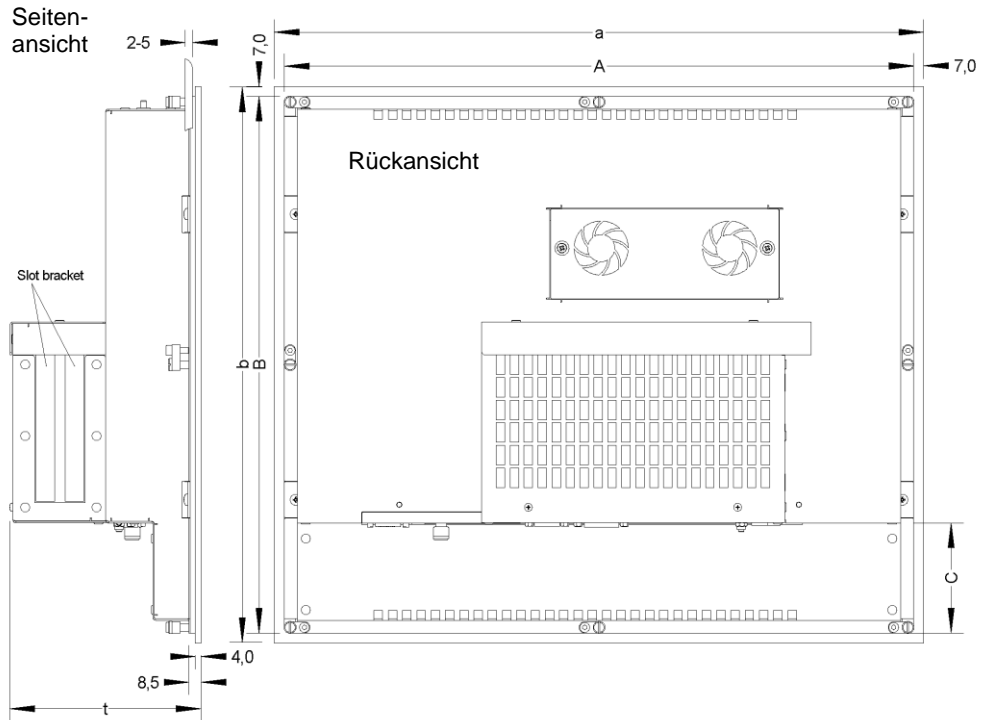 Seiten-
ansicht
2-5
7,0
a
A
7,0
Rückansicht
Slot bracket
b
B
C
4,0
8,5
t